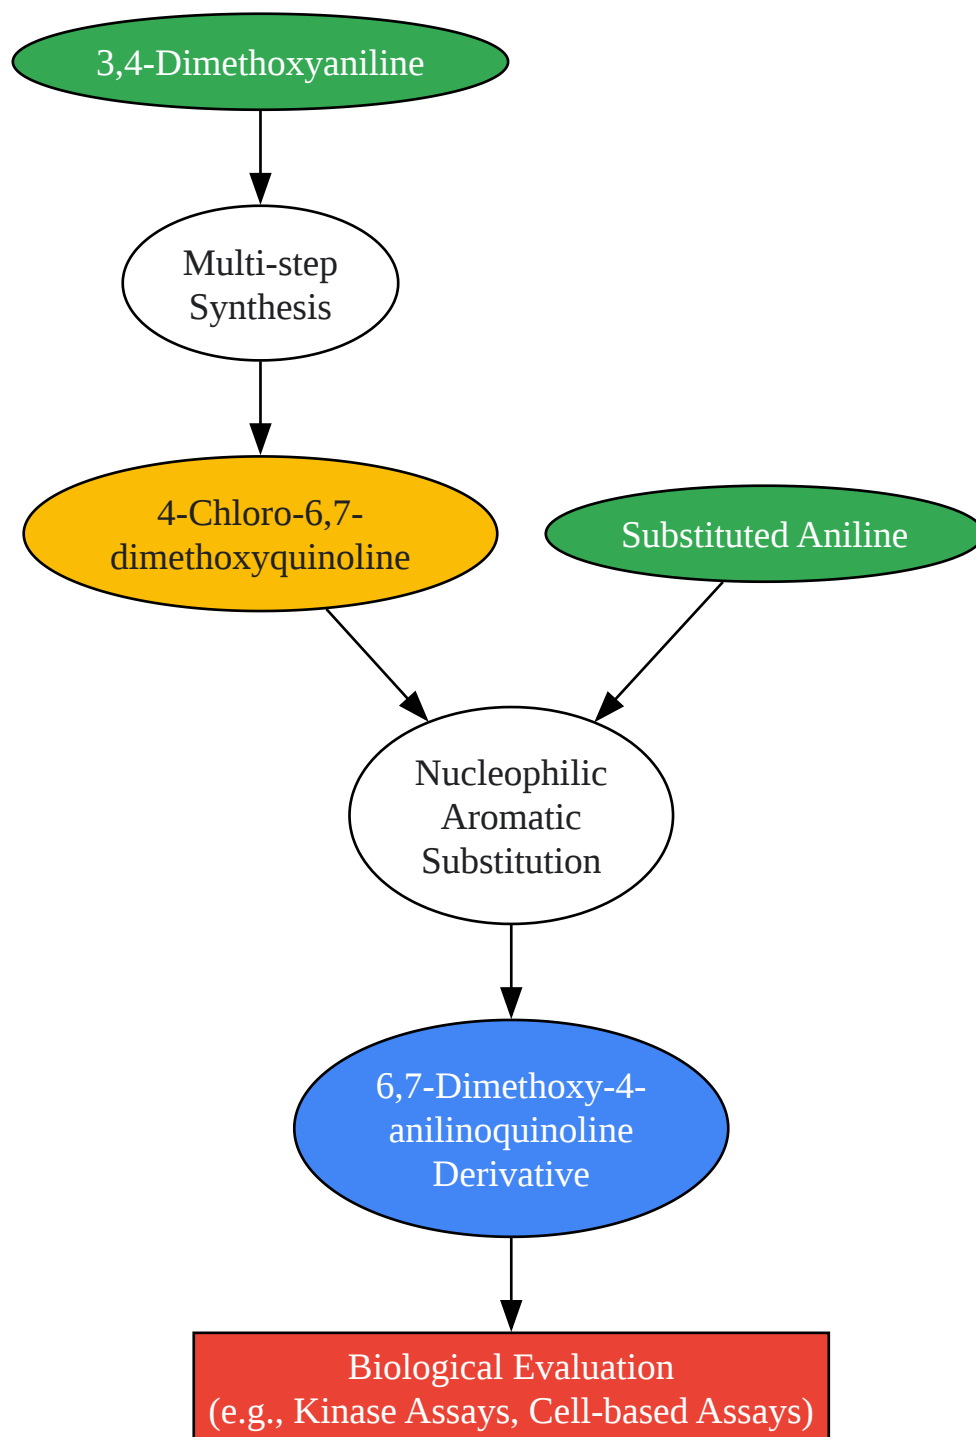 3,4-Dimethoxyaniline
Multi-step
Synthesis
4-Chloro-6,7-
dimethoxyquinoline
Substituted Aniline
Nucleophilic
Aromatic
Substitution
6,7-Dimethoxy-4-
anilinoquinoline
Derivative
Biological Evaluation
(e.g., Kinase Assays, Cell-based Assays)